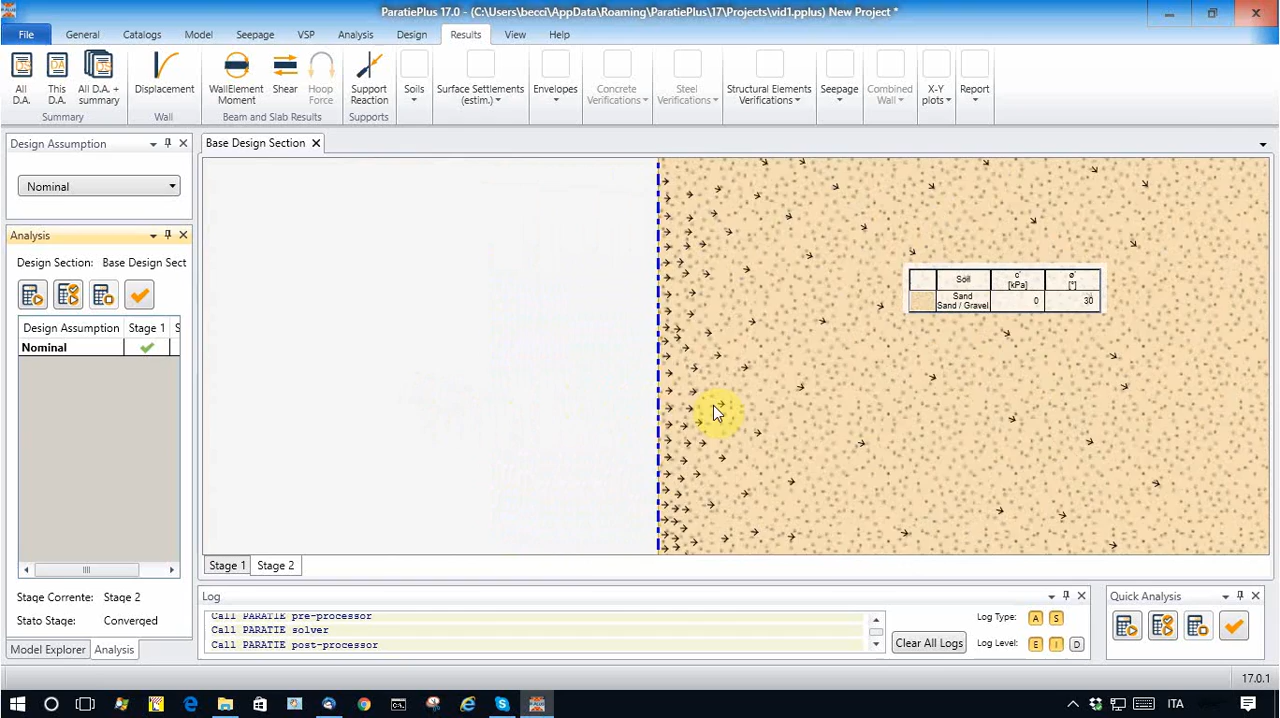 ParatiePlus 17.0 - (C:\Users\becci\AppData\Roaming\ParatiePlus\17\Projects\vid1.pplus) New Project *
File General Catalogs Model Seepage VSP Analysis Design Results View Help
All D.A.
This D.A.
All D.A. + summary
Displacement
WallElement Moment
Shear
Hoop Force
Support Reaction
Soils
Surface Settlements (estim.)
Envelopes
Concrete Verifications
Steel Verifications
Structural Elements Verifications
Seepage
Combined Wall
X-Y plots
Report
Summary Wall Beam and Slab Results Supports
Design Assumption
Nominal
Analysis
Design Section: Base Design Sect
Design Assumption Stage 1 S
Nominal
Stage Corrente: Stage 2
Stato Stage: Converged
Model Explorer Analysis
Base Design Section
Soil c' [kPa] ø' [°]
Sand Sand / Gravel 0 30
Stage 1 Stage 2
Log
Call PARATIE pre-processor
Call PARATIE solver
Call PARATIE post-processor
Clear All Logs
Log Type: A S
Log Level: E I D
Quick Analysis
17.0.1
ITA